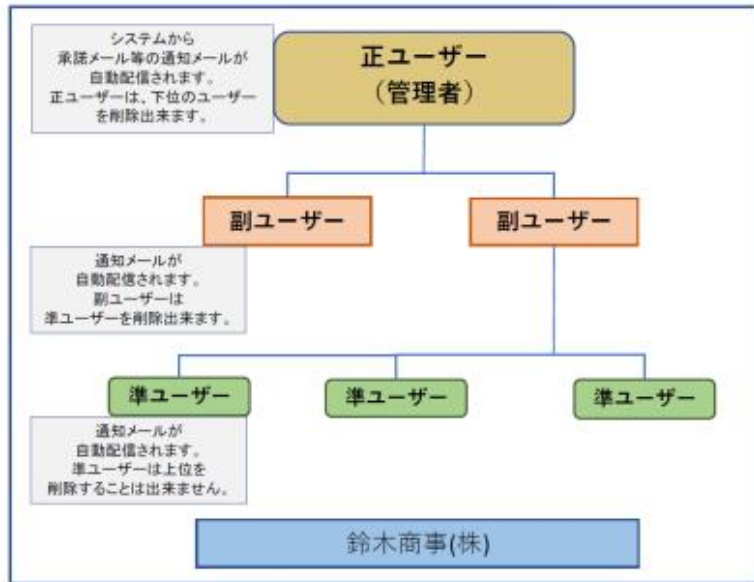 システムから
承諾メール等の通知メールが
自動配信されます。
正ユーザーは、下位のユーザー
を削除出来ます。
正ユーザー
（管理者）
副ユーザー
副ユーザー
通知メールが
自動配信されます。
副ユーザーは
準ユーザーを削除出来ます。
準ユーザー
準ユーザー
準ユーザー
通知メールが
自動配信されます。
準ユーザーは上位を
削除することは出来ません。
鈴木商事(株)